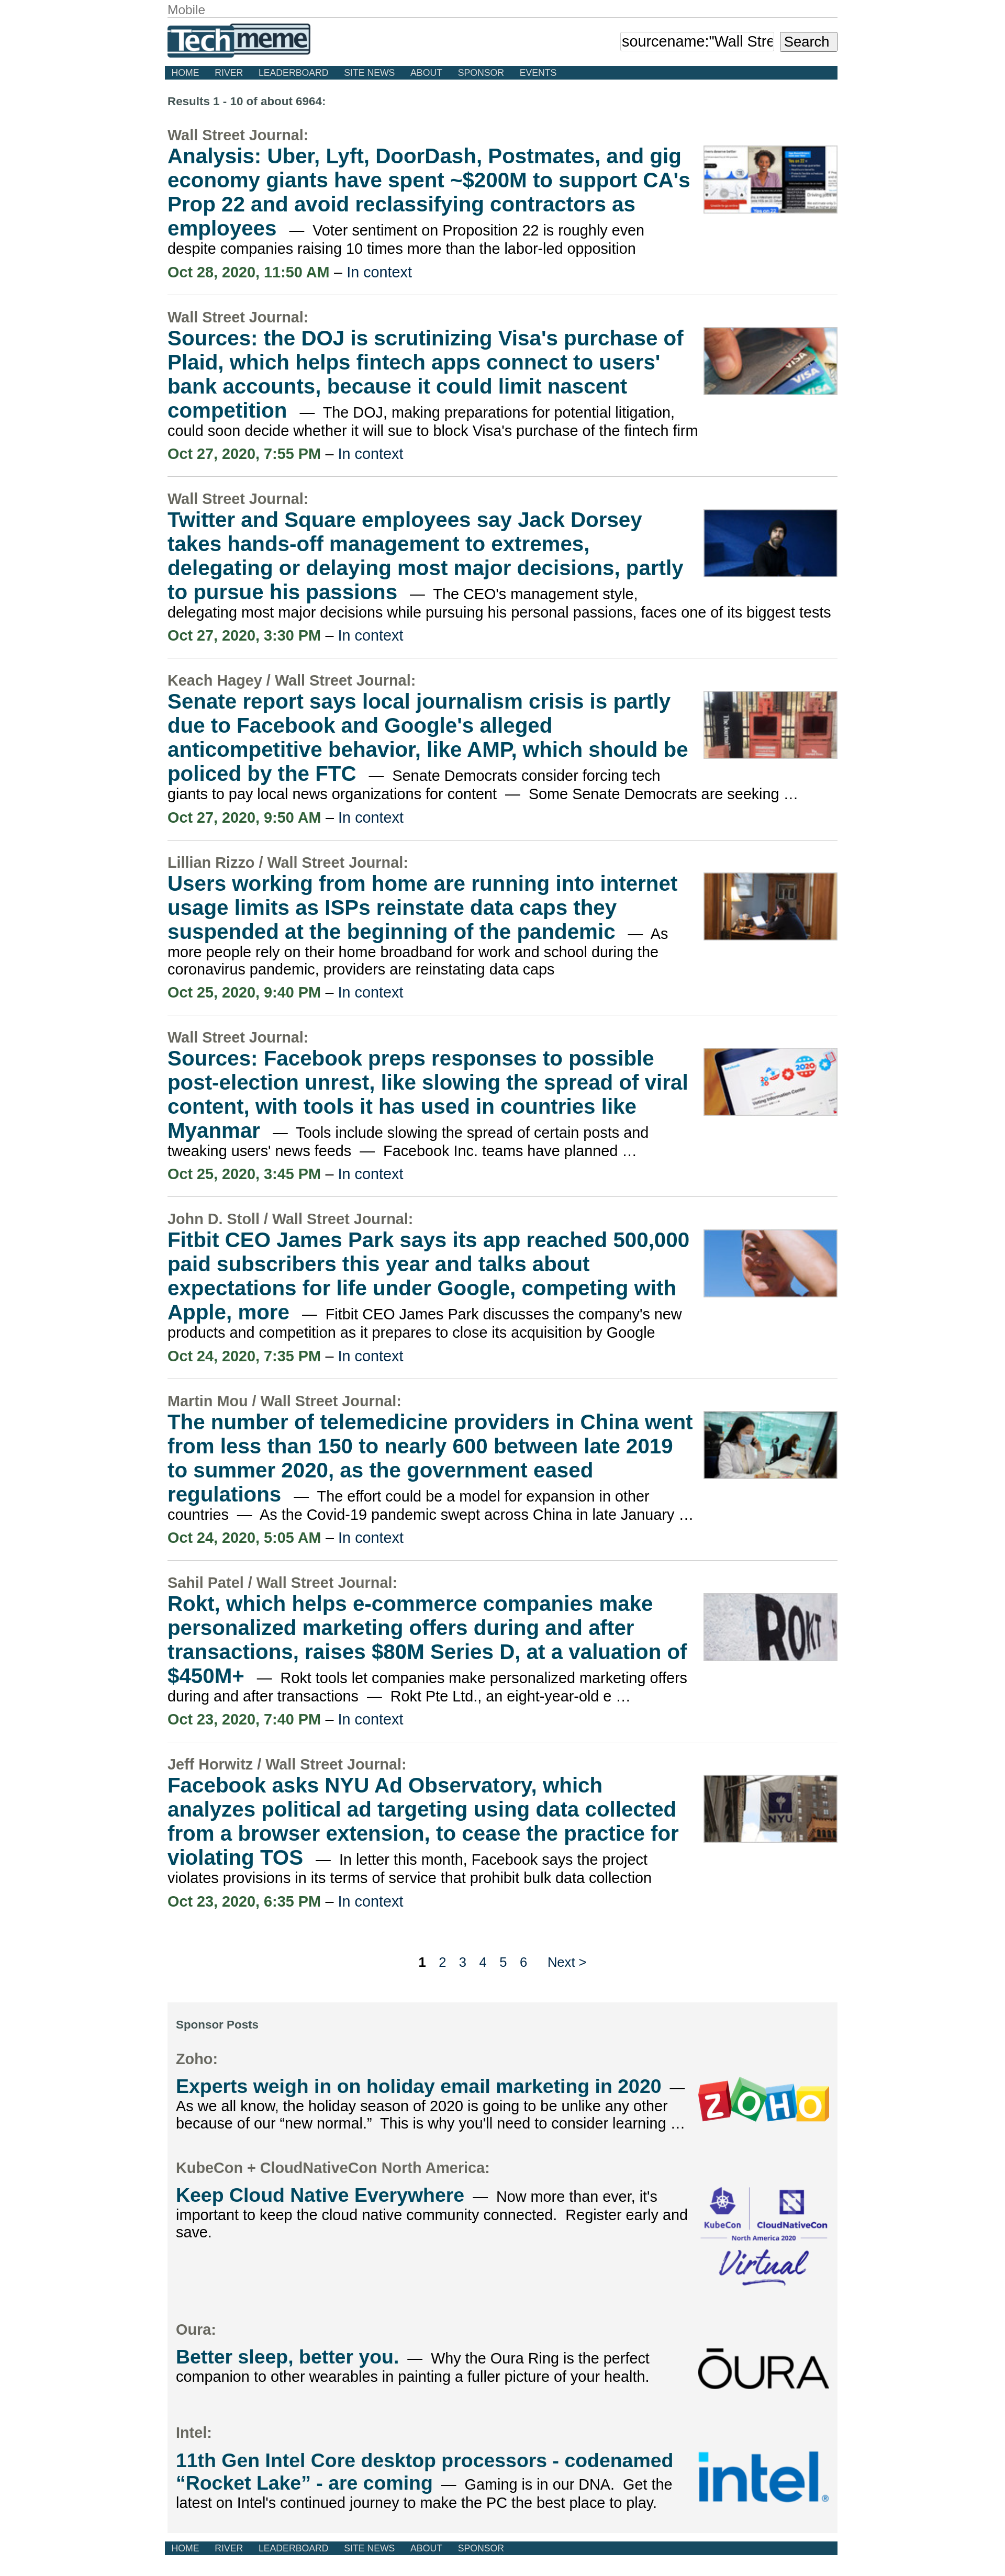 Mobile
Techmeme
sourcename:"Wall Stre
Search
HOME RIVER LEADERBOARD SITE NEWS ABOUT SPONSOR EVENTS
Results 1 - 10 of about 6964:
Wall Street Journal:
Analysis: Uber, Lyft, DoorDash, Postmates, and gig
economy giants have spent ~$200M to support CA's
Prop 22 and avoid reclassifying contractors as
employees — Voter sentiment on Proposition 22 is roughly even
despite companies raising 10 times more than the labor-led opposition
Oct 28, 2020, 11:50 AM – In context
Wall Street Journal:
Sources: the DOJ is scrutinizing Visa's purchase of
Plaid, which helps fintech apps connect to users'
bank accounts, because it could limit nascent
competition — The DOJ, making preparations for potential litigation,
could soon decide whether it will sue to block Visa's purchase of the fintech firm
VISA
VISA
Oct 27, 2020, 7:55 PM – In context
Wall Street Journal:
Twitter and Square employees say Jack Dorsey
takes hands-off management to extremes,
delegating or delaying most major decisions, partly
to pursue his passions — The CEO's management style,
delegating most major decisions while pursuing his personal passions, faces one of its biggest tests
Oct 27, 2020, 3:30 PM – In context
Keach Hagey / Wall Street Journal:
Senate report says local journalism crisis is partly
due to Facebook and Google's alleged
anticompetitive behavior, like AMP, which should be
policed by the FTC — Senate Democrats consider forcing tech
giants to pay local news organizations for content — Some Senate Democrats are seeking …
Oct 27, 2020, 9:50 AM – In context
Lillian Rizzo / Wall Street Journal:
Users working from home are running into internet
usage limits as ISPs reinstate data caps they
suspended at the beginning of the pandemic — As
more people rely on their home broadband for work and school during the
coronavirus pandemic, providers are reinstating data caps
Oct 25, 2020, 9:40 PM – In context
Wall Street Journal:
Sources: Facebook preps responses to possible
post-election unrest, like slowing the spread of viral
content, with tools it has used in countries like
Myanmar — Tools include slowing the spread of certain posts and
tweaking users' news feeds — Facebook Inc. teams have planned …
Voting Information Center
Oct 25, 2020, 3:45 PM – In context
John D. Stoll / Wall Street Journal:
Fitbit CEO James Park says its app reached 500,000
paid subscribers this year and talks about
expectations for life under Google, competing with
Apple, more — Fitbit CEO James Park discusses the company's new
products and competition as it prepares to close its acquisition by Google
Oct 24, 2020, 7:35 PM – In context
Martin Mou / Wall Street Journal:
The number of telemedicine providers in China went
from less than 150 to nearly 600 between late 2019
to summer 2020, as the government eased
regulations — The effort could be a model for expansion in other
countries — As the Covid-19 pandemic swept across China in late January …
Oct 24, 2020, 5:05 AM – In context
Sahil Patel / Wall Street Journal:
Rokt, which helps e-commerce companies make
personalized marketing offers during and after
transactions, raises $80M Series D, at a valuation of
$450M+ — Rokt tools let companies make personalized marketing offers
during and after transactions — Rokt Pte Ltd., an eight-year-old e …
ROKT
Oct 23, 2020, 7:40 PM – In context
Jeff Horwitz / Wall Street Journal:
Facebook asks NYU Ad Observatory, which
analyzes political ad targeting using data collected
from a browser extension, to cease the practice for
violating TOS — In letter this month, Facebook says the project
violates provisions in its terms of service that prohibit bulk data collection
NYU
Oct 23, 2020, 6:35 PM – In context
1 2 3 4 5 6 Next >
Sponsor Posts
Zoho:
Experts weigh in on holiday email marketing in 2020 —
As we all know, the holiday season of 2020 is going to be unlike any other
because of our “new normal.” This is why you'll need to consider learning …
ZOHO
KubeCon + CloudNativeCon North America:
Keep Cloud Native Everywhere — Now more than ever, it's
important to keep the cloud native community connected. Register early and
save.
KubeCon CloudNativeCon
North America 2020
Virtual
Oura:
Better sleep, better you. — Why the Oura Ring is the perfect
companion to other wearables in painting a fuller picture of your health.
ŌURA
Intel:
11th Gen Intel Core desktop processors - codenamed
“Rocket Lake” - are coming — Gaming is in our DNA. Get the
latest on Intel's continued journey to make the PC the best place to play.
intel®
HOME RIVER LEADERBOARD SITE NEWS ABOUT SPONSOR